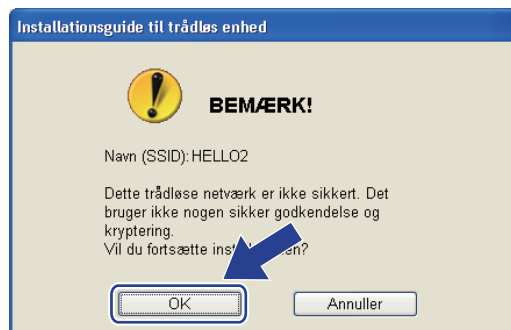 Installationsguide til trådløs enhed
BEMÆRK!
Navn (SSID): HELLO2
Dette trådløse netværk er ikke sikkert. Det
bruger ikke nogen sikker godkendelse og
kryptering.
Vil du fortsætte
OK
Annuller